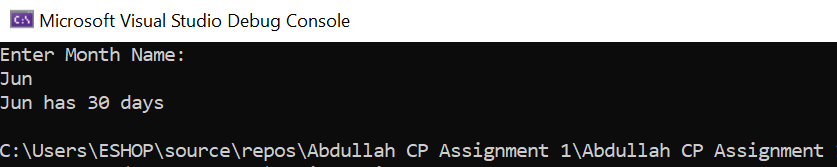 Microsoft Visual Studio Debug Console
Enter Month Name:
Jun
Jun has 30 days
C:\Users\ESHOP\source\repos\Abdullah CP Assignment 1\Abdullah CP Assignment